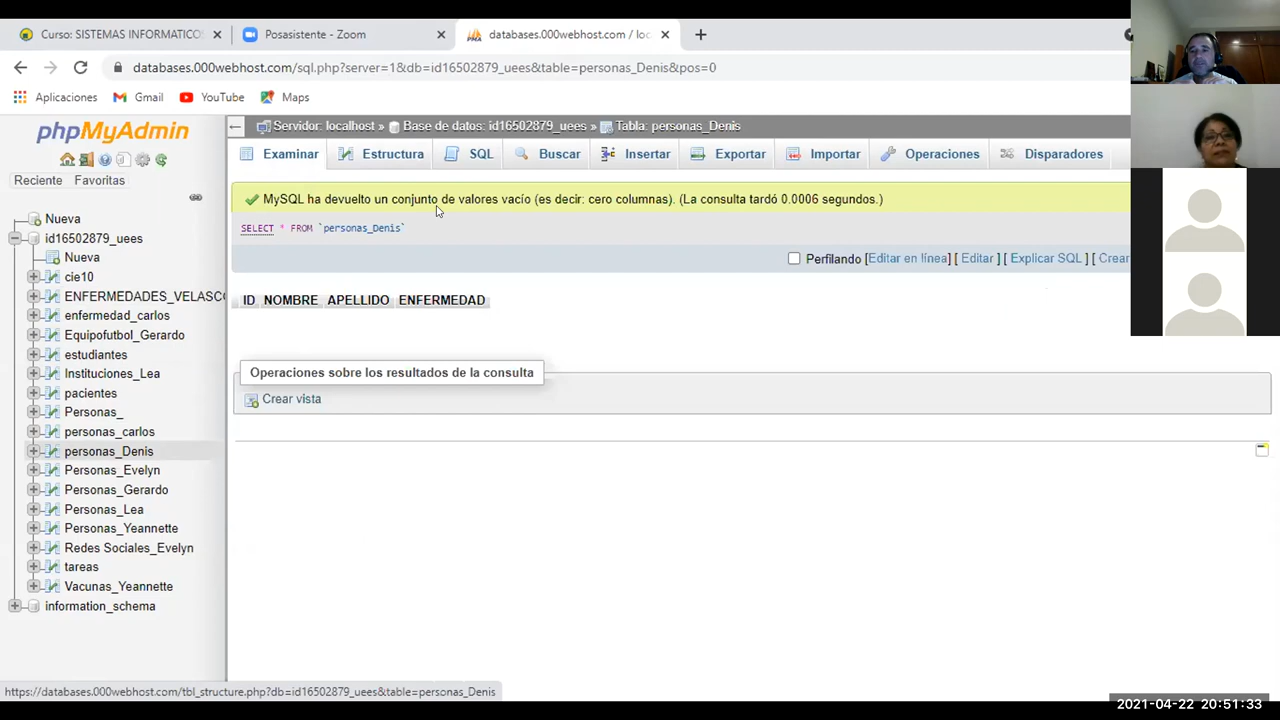 Curso: SISTEMAS INFORMATICO
Posasistente - Zoom
databases.000webhost.com / loc
databases.000webhost.com/sql.php?server=1&db=id16502879_uees&table=personas_Denis&pos=0
Aplicaciones Gmail YouTube Maps
phpMyAdmin
Reciente Favoritas
Nueva
id16502879_uees
Nueva
cie10
ENFERMEDADES_VELASCO
enfermedad_carlos
Equipofutbol_Gerardo
estudiantes
Instituciones_Lea
pacientes
Personas_
personas_carlos
personas_Denis
Personas_Evelyn
Personas_Gerardo
Personas_Lea
Personas_Yeannette
Redes Sociales_Evelyn
tareas
Vacunas_Yeannette
information_schema
Servidor: localhost » Base de datos: id16502879_uees » Tabla: personas_Denis
Examinar Estructura SQL Buscar Insertar Exportar Importar Operaciones Disparadores
MySQL ha devuelto un conjunto de valores vacío (es decir: cero columnas). (La consulta tardó 0.0006 segundos.)
SELECT * FROM `personas_Denis`
Perfilando [Editar en línea] [ Editar ] [ Explicar SQL ] [ Crear
ID NOMBRE APELLIDO ENFERMEDAD
Operaciones sobre los resultados de la consulta
Crear vista
https://databases.000webhost.com/tbl_structure.php?db=id16502879_uees&table=personas_Denis
2021-04-22 20:51:33